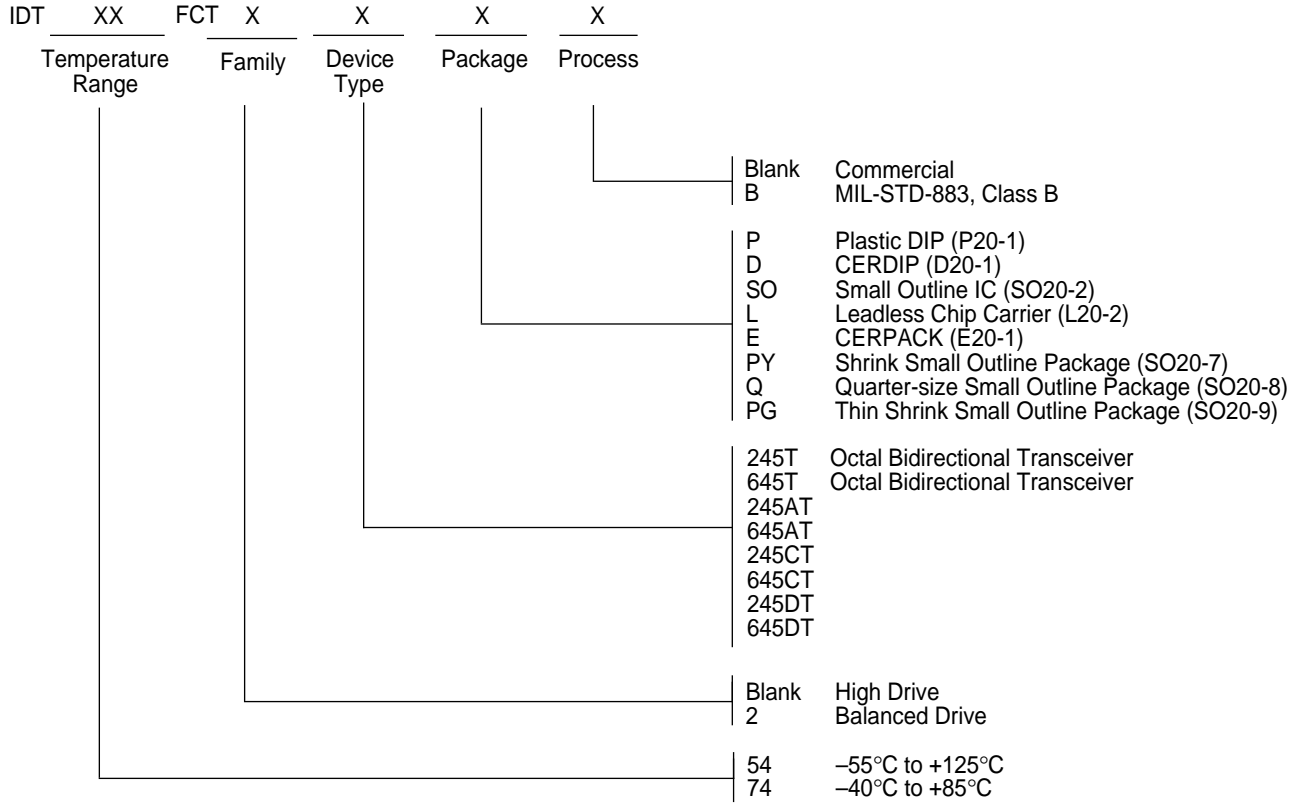 IDT XX FCT X X X X
Temperature Range
Family
Device Type
Package
Process
Blank Commercial
B MIL-STD-883, Class B
P Plastic DIP (P20-1)
D CERDIP (D20-1)
SO Small Outline IC (SO20-2)
L Leadless Chip Carrier (L20-2)
E CERPACK (E20-1)
PY Shrink Small Outline Package (SO20-7)
Q Quarter-size Small Outline Package (SO20-8)
PG Thin Shrink Small Outline Package (SO20-9)
245T Octal Bidirectional Transceiver
645T Octal Bidirectional Transceiver
245AT
645AT
245CT
645CT
245DT
645DT
Blank High Drive
2 Balanced Drive
54 –55°C to +125°C
74 –40°C to +85°C